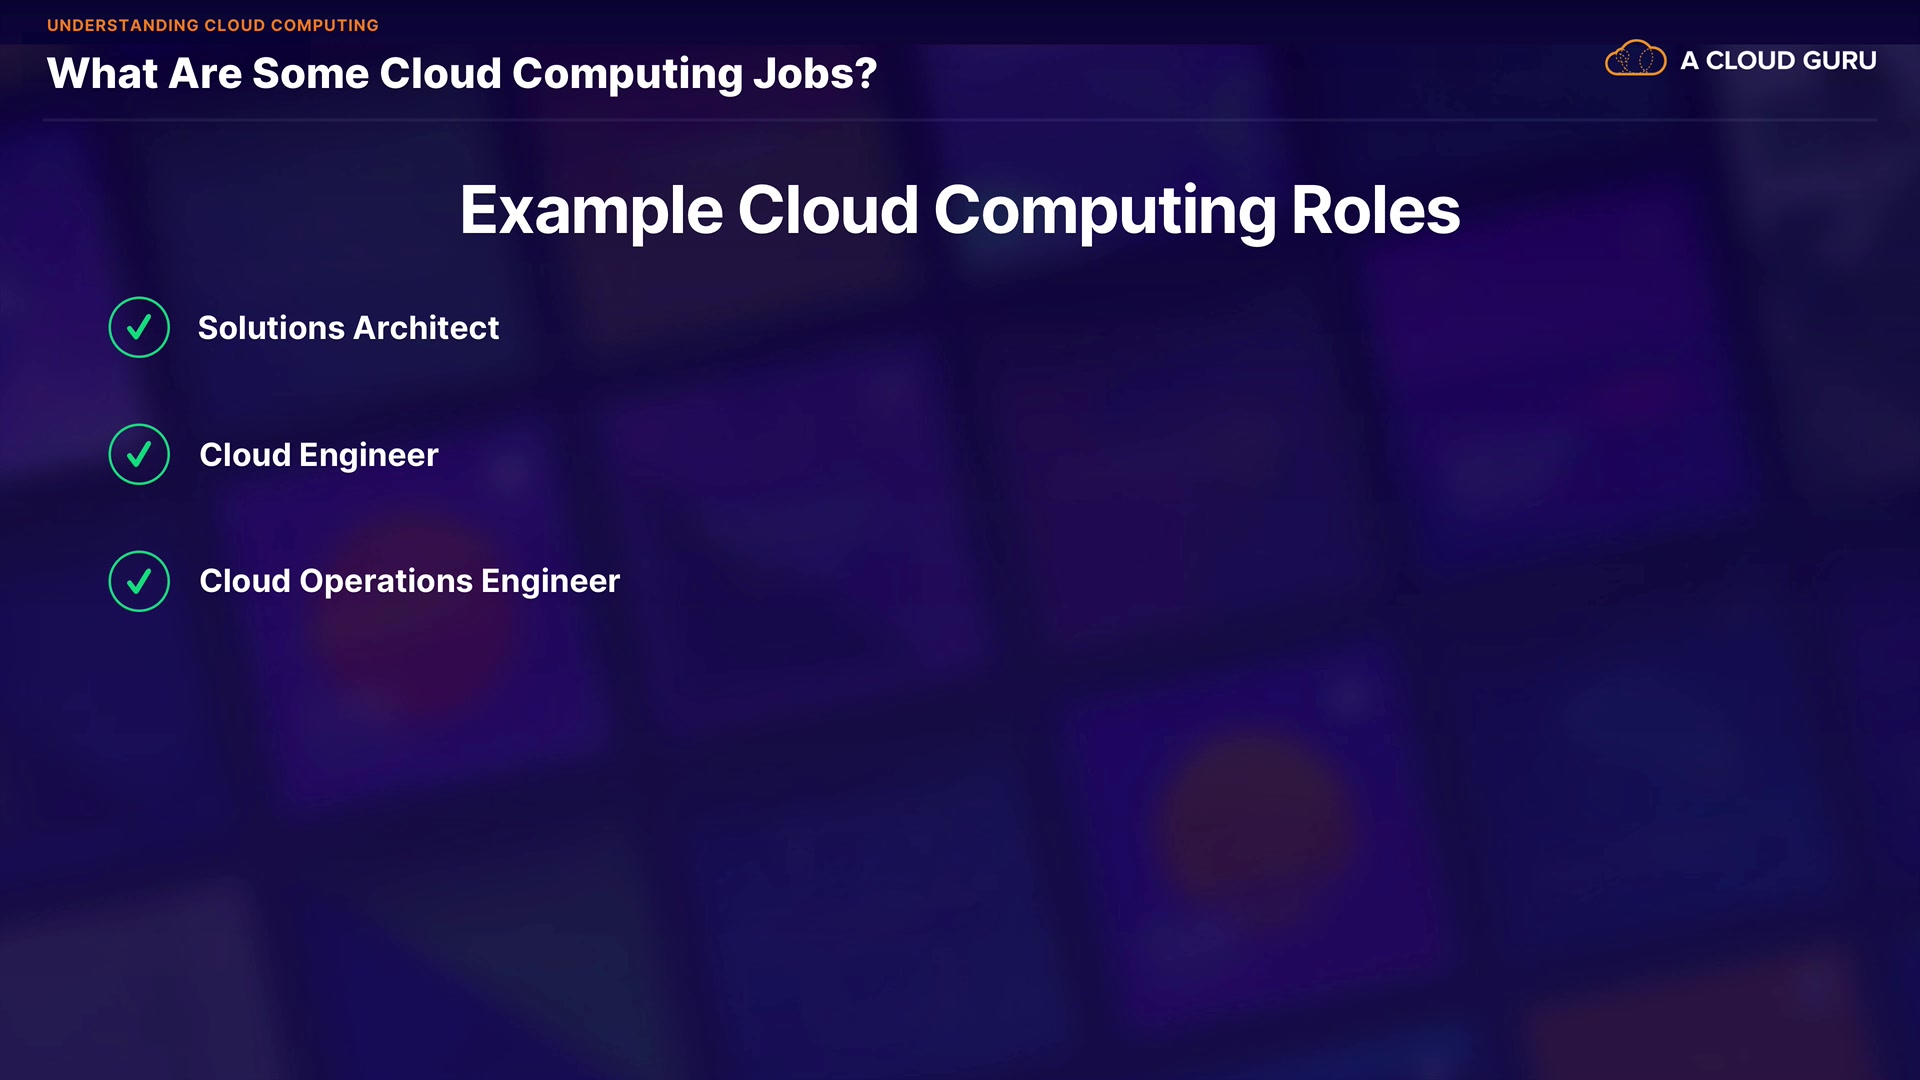 UNDERSTANDING CLOUD COMPUTING
What Are Some Cloud Computing Jobs?
A CLOUD GURU
Example Cloud Computing Roles
Solutions Architect
Cloud Engineer
Cloud Operations Engineer